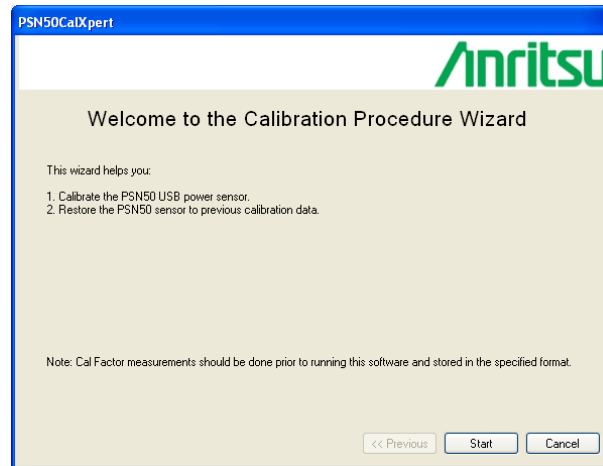 PSN50CalXpert
Anritsu
Welcome to the Calibration Procedure Wizard
This wizard helps you:
1. Calibrate the PSN50 USB power sensor.
2. Restore the PSN50 sensor to previous calibration data.
Note: Cal Factor measurements should be done prior to running this software and stored in the specified format.
<< Previous
Start
Cancel